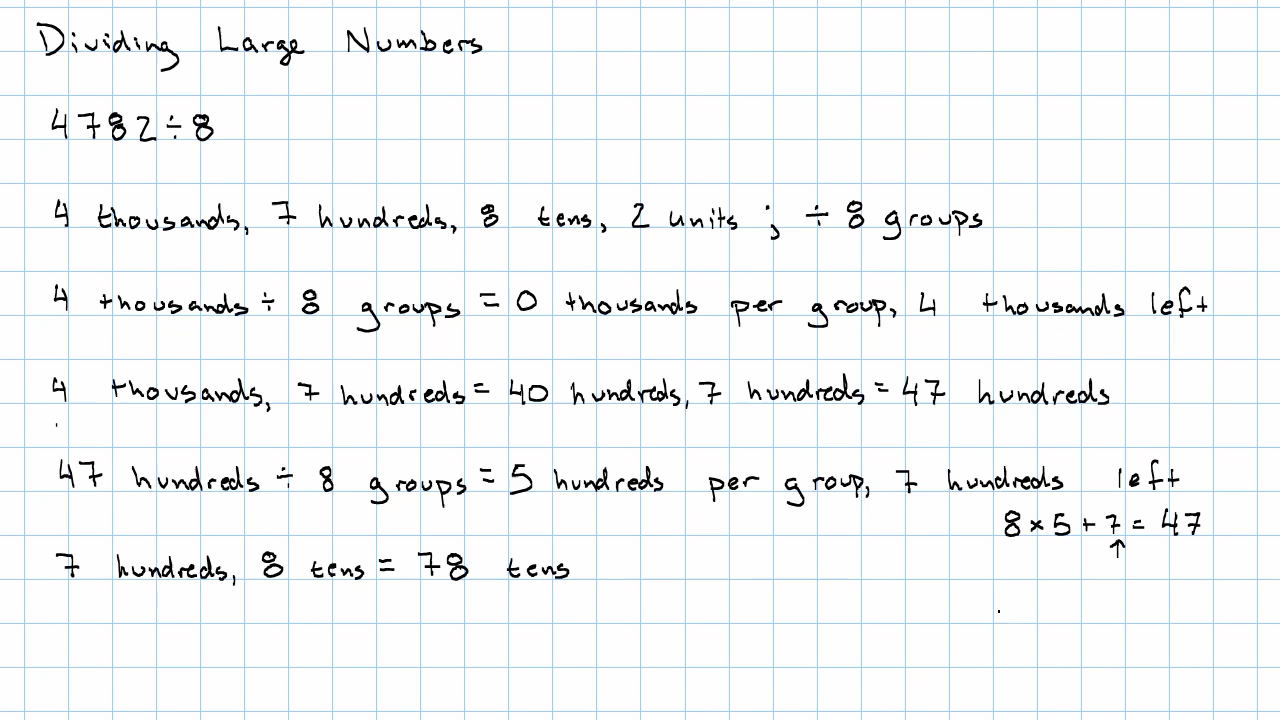 Dividing Large Numbers
4782÷8
4 thousands, 7 hundreds, 8 tens, 2 units ; ÷ 8 groups
4 thousands ÷ 8 groups = 0 thousands per group, 4 thousands left
4 thousands, 7 hundreds = 40 hundreds, 7 hundreds = 47 hundreds
47 hundreds ÷ 8 groups = 5 hundreds per group, 7 hundreds left
8 × 5 + 7 = 47
↑
7 hundreds, 8 tens = 78 tens